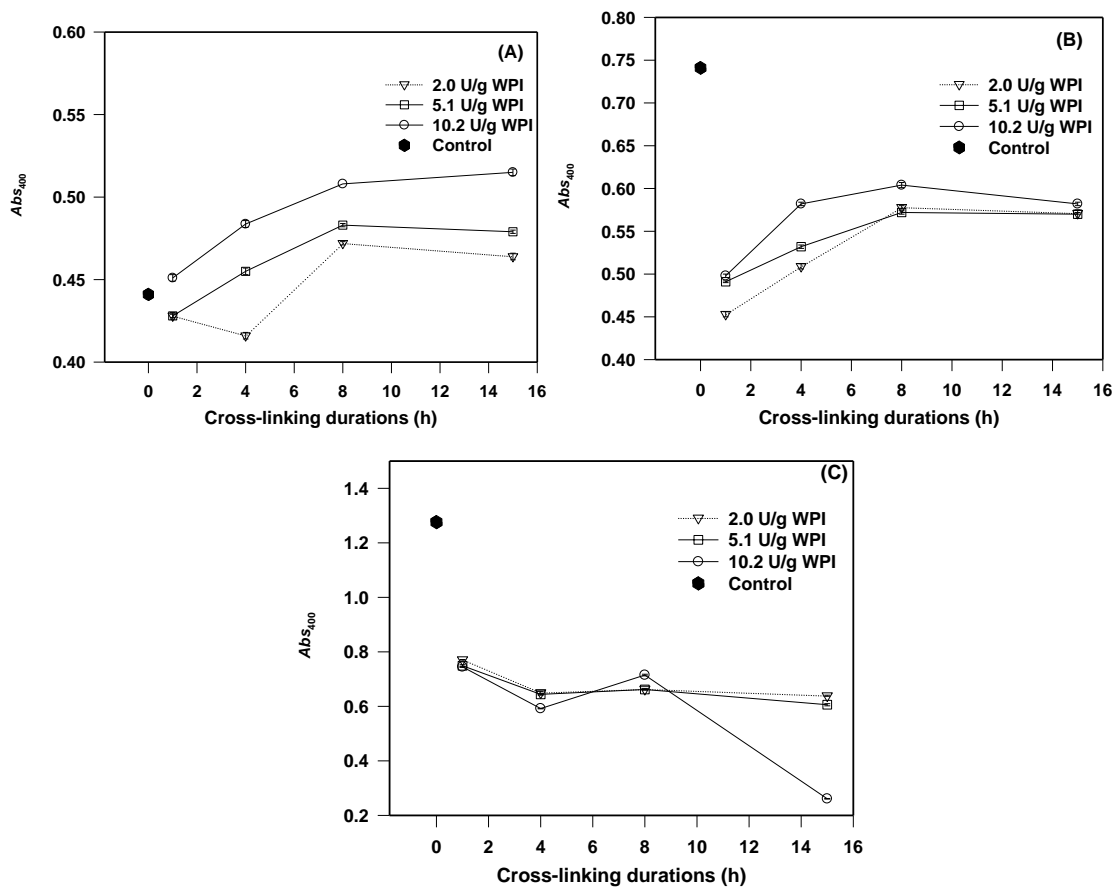 (A)
0.60
0.55
0.50
0.45
0.40
Abs400
2.0 U/g WPI
5.1 U/g WPI
10.2 U/g WPI
Control
0 2 4 6 8 10 12 14 16
Cross-linking durations (h)
(B)
0.80
0.75
0.70
0.65
0.60
0.55
0.50
0.45
0.40
Abs400
2.0 U/g WPI
5.1 U/g WPI
10.2 U/g WPI
Control
0 2 4 6 8 10 12 14 16
Cross-linking durations (h)
(C)
1.4
1.2
1.0
0.8
0.6
0.4
0.2
Abs400
2.0 U/g WPI
5.1 U/g WPI
10.2 U/g WPI
Control
0 2 4 6 8 10 12 14 16
Cross-linking durations (h)